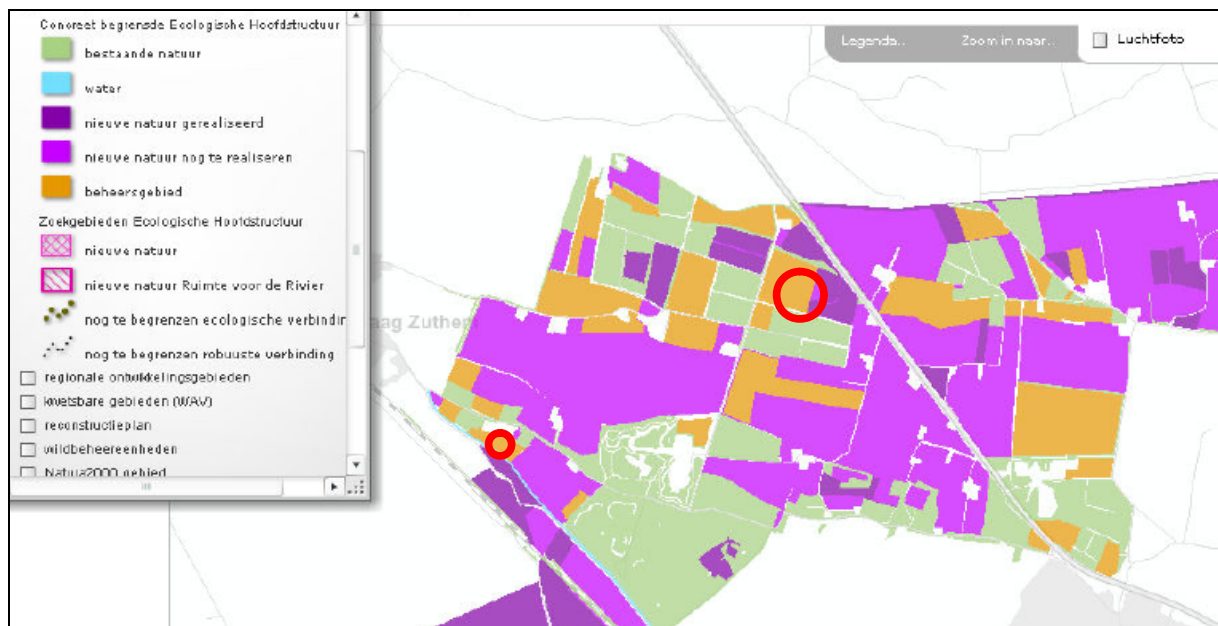 Concreet begrensde Ecologische Hoofdstructuur
bestaande natuur
water
nieuwe natuur gerealiseerd
nieuwe natuur nog te realiseren
beheersgebied
Zoekgebieden Ecologische Hoofdstructuur
nieuwe natuur
nieuwe natuur Ruimte voor de Rivier
nog te begrenzen ecologische verbindin
nog te begrenzen robuuste verbinding
regionale ontwikkelingsgebieden
kwetsbare gebieden (WAV)
reconstructieplan
wildbeheereenheden
Natura2000 gebied
Legenda..
Zoom in naar..
Luchtfoto
aag Zuthem